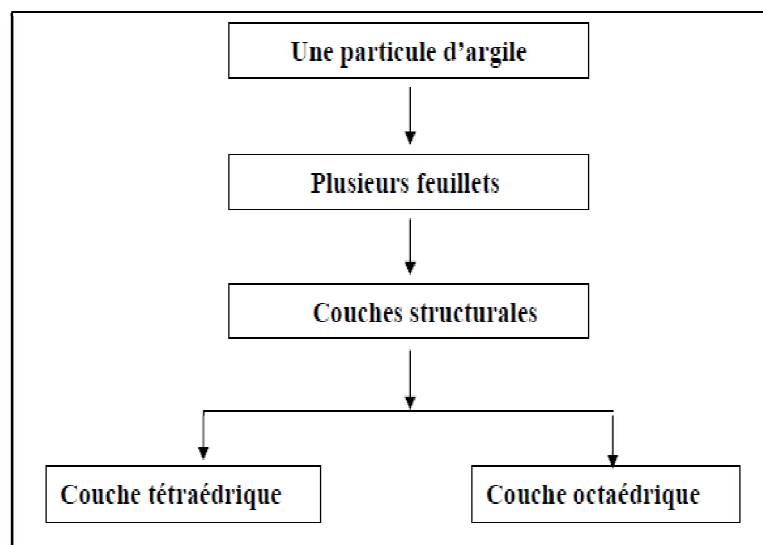 Une particule d’argile
Plusieurs feuillets
Couches structurales
Couche tétraédrique
Couche octaédrique